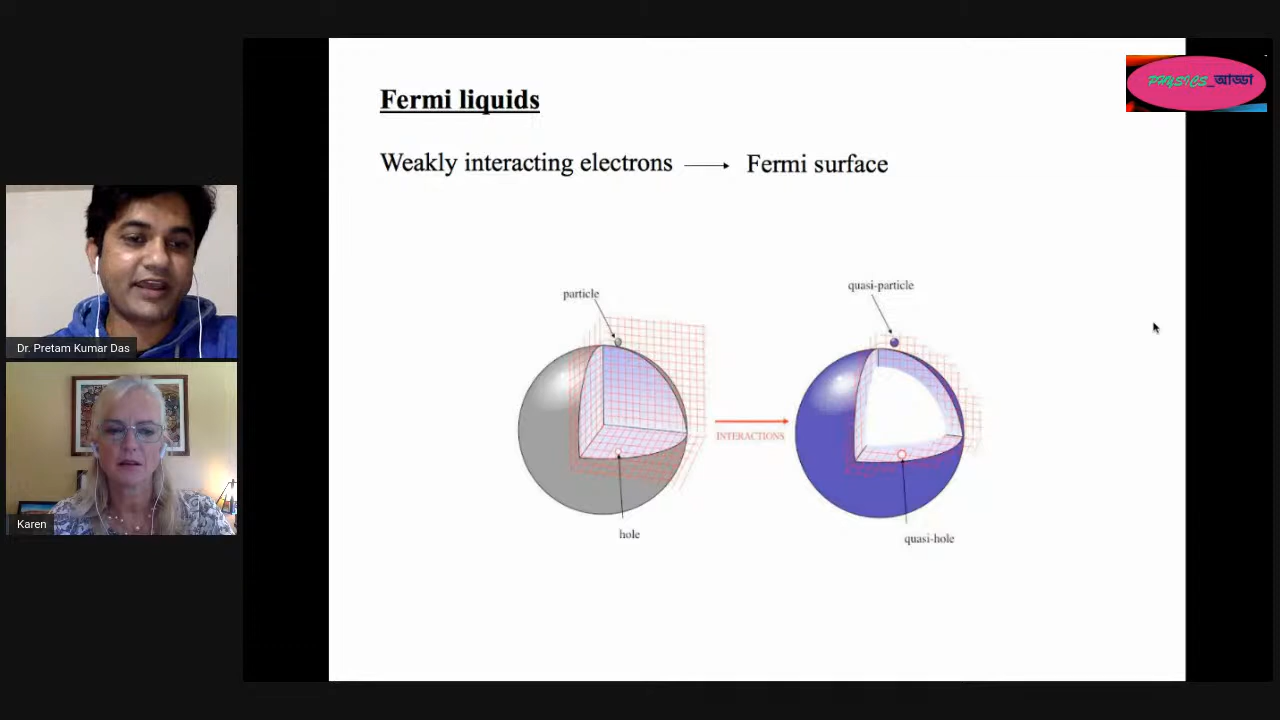 PHYSICS_আড্ডা
Fermi liquids
Weakly interacting electrons → Fermi surface
particle
quasi-particle
INTERACTIONS
hole
quasi-hole
Dr. Pretam Kumar Das
Karen